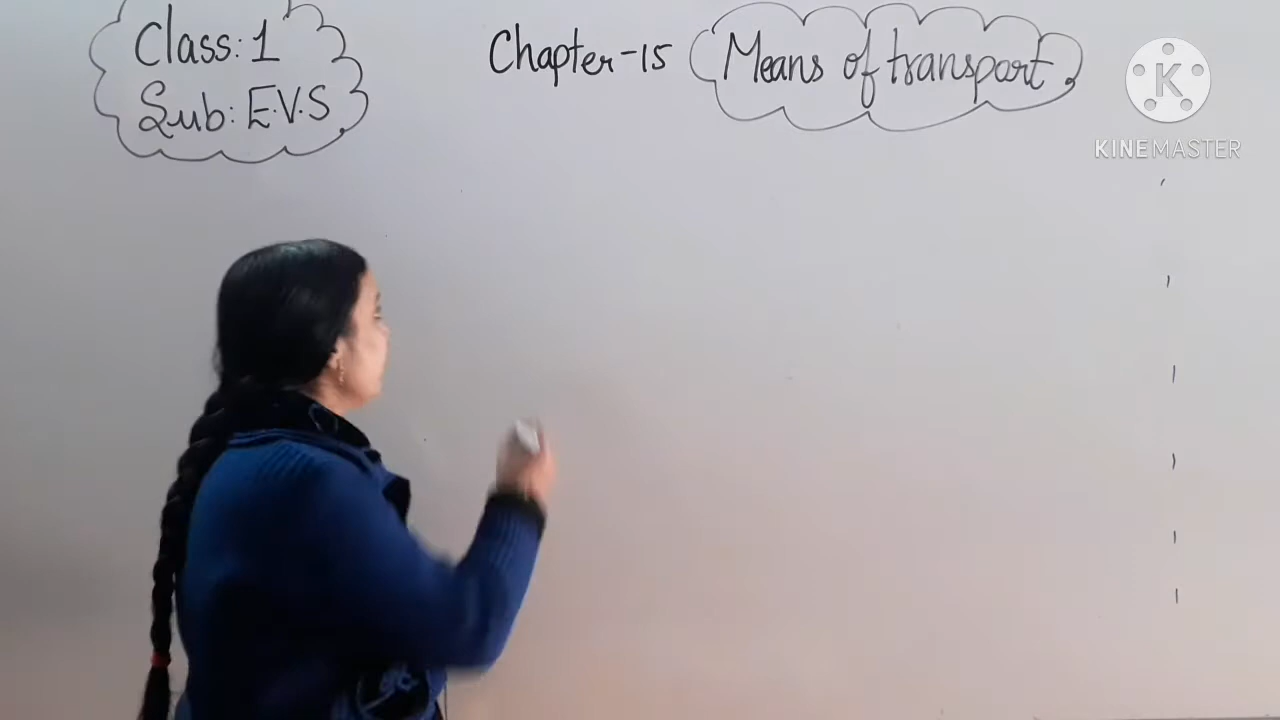 Class: 1
Sub: E.V.S
Chapter-15 Means of transport.
K
KINEMASTER